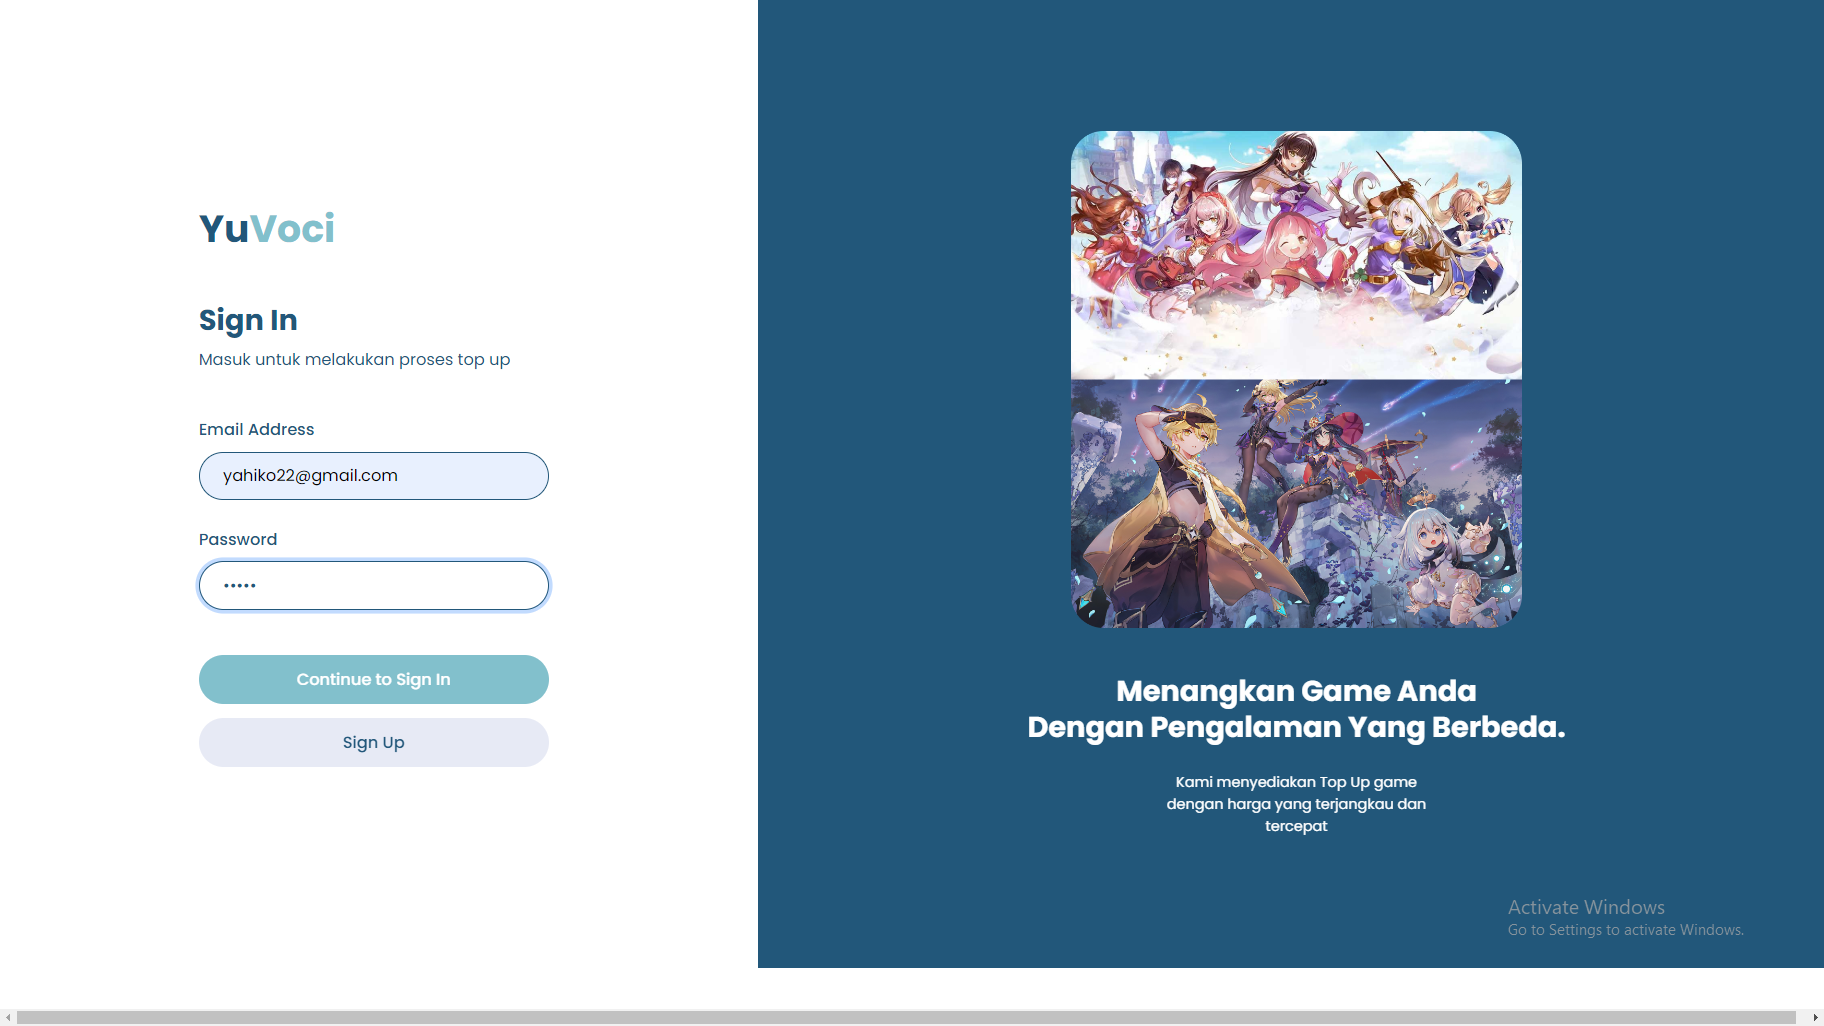 YuVoci
Sign In
Masuk untuk melakukan proses top up
Email Address
yahiko22@gmail.com
Password
•••••
Continue to Sign In
Sign Up
Menangkan Game Anda
Dengan Pengalaman Yang Berbeda.
Kami menyediakan Top Up game
dengan harga yang terjangkau dan
tercepat
Activate Windows
Go to Settings to activate Windows.